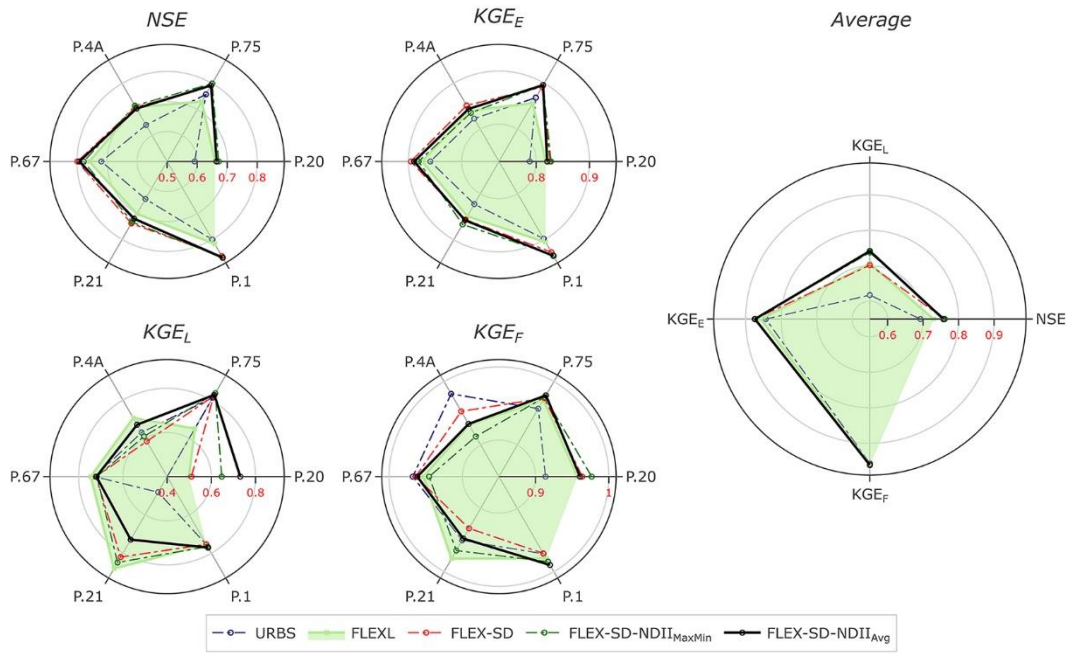 NSE
P.4A
P.75
P.67
0.5 0.6 0.7 0.8
P.20
P.21
P.1
KGE_E
P.4A
P.75
P.67
0.8 0.9
P.20
P.21
P.1
Average
KGE_L
KGE_E
0.6 0.7 0.8 0.9
NSE
KGE_F
KGE_L
P.4A
P.75
P.67
0.4 0.6 0.8
P.20
P.21
P.1
KGE_F
P.4A
P.75
P.67
0.9 1
P.20
P.21
P.1
URBS FLEXL FLEX-SD FLEX-SD-NDII_MaxMin FLEX-SD-NDII_Avg